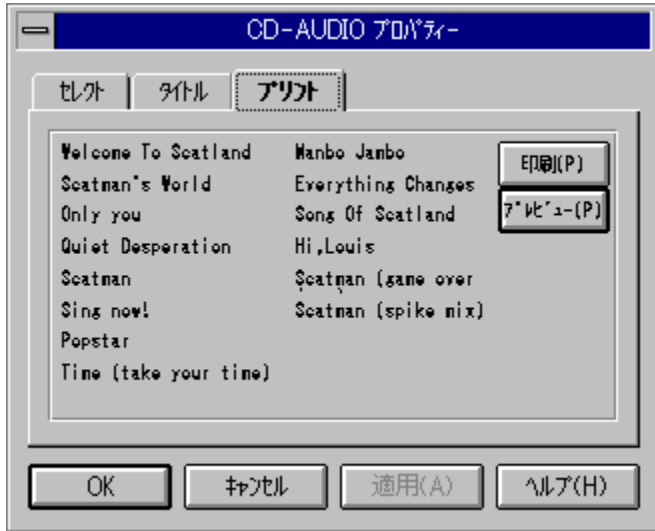 CD-AUDIO ﾌﾟﾛﾊﾟﾃｨｰ
ｾﾚｸﾄ
ﾀｲﾄﾙ
ﾌﾟﾘﾝﾄ
Welcome To Scatland
Scatman's World
Only you
Quiet Desperation
Scatman
Sing now!
Popstar
Time (take your time)
Manbo Jambo
Everything Changes
Song Of Scatland
Hi,Louis
Scatman (game over
Scatman (spike mix)
印刷(P)
ﾌﾟﾚﾋﾞｭｰ(P)
OK
ｷｬﾝｾﾙ
適用(A)
ﾍﾙﾌﾟ(H)